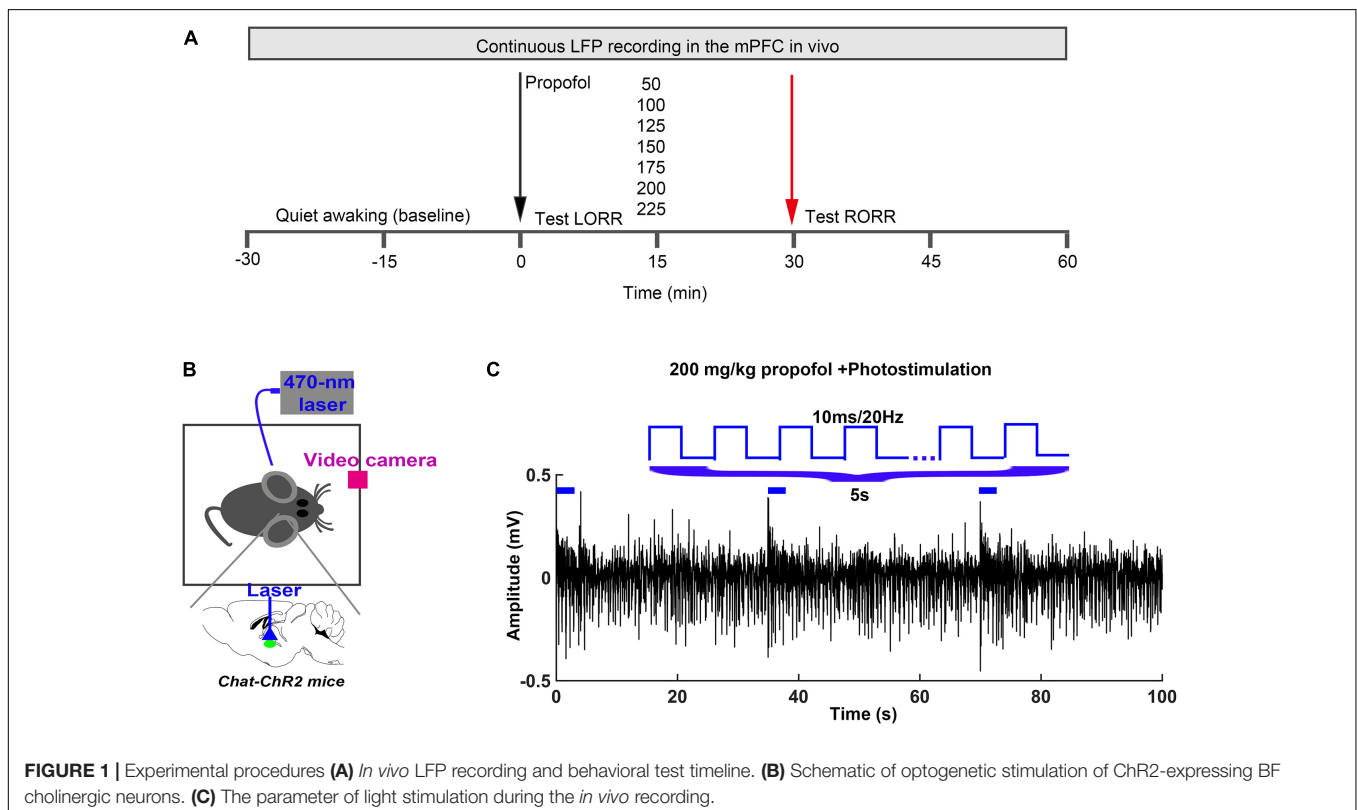 A
Continuous LFP recording in the mPFC in vivo
Propofol
50
100
125
150
175
200
225
Quiet awaking (baseline)
Test LORR
Test RORR
-30 -15 0 15 30 45 60
Time (min)
B
470-nm
laser
Video camera
Laser
Chat-ChR2 mice
C
200 mg/kg propofol +Photostimulation
10ms/20Hz
5s
0.5
0
-0.5
Amplitude (mV)
0 20 40 60 80 100
Time (s)
FIGURE 1 | Experimental procedures (A) In vivo LFP recording and behavioral test timeline. (B) Schematic of optogenetic stimulation of ChR2-expressing BF
cholinergic neurons. (C) The parameter of light stimulation during the in vivo recording.